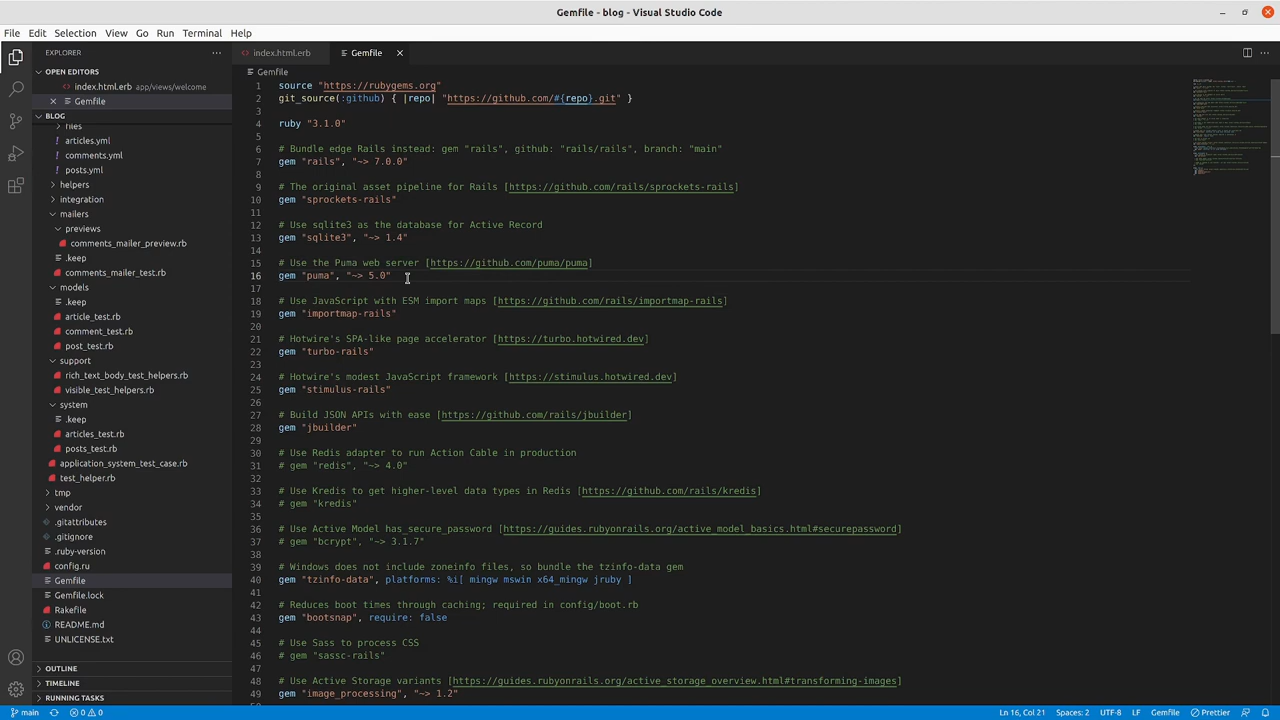 Gemfile - blog - Visual Studio Code
File Edit Selection View Go Run Terminal Help
EXPLORER
OPEN EDITORS
index.html.erb app/views/welcome
Gemfile
BLOG
files
articles.yml
comments.yml
posts.yml
helpers
integration
mailers
previews
comments_mailer_preview.rb
.keep
comments_mailer_test.rb
models
.keep
article_test.rb
comment_test.rb
post_test.rb
support
rich_text_body_test_helpers.rb
visible_test_helpers.rb
system
.keep
articles_test.rb
posts_test.rb
application_system_test_case.rb
test_helper.rb
tmp
vendor
.gitattributes
.gitignore
.ruby-version
config.ru
Gemfile
Gemfile.lock
Rakefile
README.md
UNLICENSE.txt
OUTLINE
TIMELINE
RUNNING TASKS
index.html.erb Gemfile
Gemfile
1 source "https://rubygems.org"
2 git_source(:github) { |repo| "https://github.com/#{repo}.git" }
3
4 ruby "3.1.0"
5
6 # Bundle edge Rails instead: gem "rails", github: "rails/rails", branch: "main"
7 gem "rails", "~> 7.0.0"
8
9 # The original asset pipeline for Rails [https://github.com/rails/sprockets-rails]
10 gem "sprockets-rails"
11
12 # Use sqlite3 as the database for Active Record
13 gem "sqlite3", "~> 1.4"
14
15 # Use the Puma web server [https://github.com/puma/puma]
16 gem "puma", "~> 5.0"
17
18 # Use JavaScript with ESM import maps [https://github.com/rails/importmap-rails]
19 gem "importmap-rails"
20
21 # Hotwire's SPA-like page accelerator [https://turbo.hotwired.dev]
22 gem "turbo-rails"
23
24 # Hotwire's modest JavaScript framework [https://stimulus.hotwired.dev]
25 gem "stimulus-rails"
26
27 # Build JSON APIs with ease [https://github.com/rails/jbuilder]
28 gem "jbuilder"
29
30 # Use Redis adapter to run Action Cable in production
31 # gem "redis", "~> 4.0"
32
33 # Use Kredis to get higher-level data types in Redis [https://github.com/rails/kredis]
34 # gem "kredis"
35
36 # Use Active Model has_secure_password [https://guides.rubyonrails.org/active_model_basics.html#securepassword]
37 # gem "bcrypt", "~> 3.1.7"
38
39 # Windows does not include zoneinfo files, so bundle the tzinfo-data gem
40 gem "tzinfo-data", platforms: %i[ mingw mswin x64_mingw jruby ]
41
42 # Reduces boot times through caching; required in config/boot.rb
43 gem "bootsnap", require: false
44
45 # Use Sass to process CSS
46 # gem "sassc-rails"
47
48 # Use Active Storage variants [https://guides.rubyonrails.org/active_storage_overview.html#transforming-images]
49 gem "image_processing", "~> 1.2"
main 0 0 Ln 16, Col 21 Spaces: 2 UTF-8 LF Gemfile Prettier